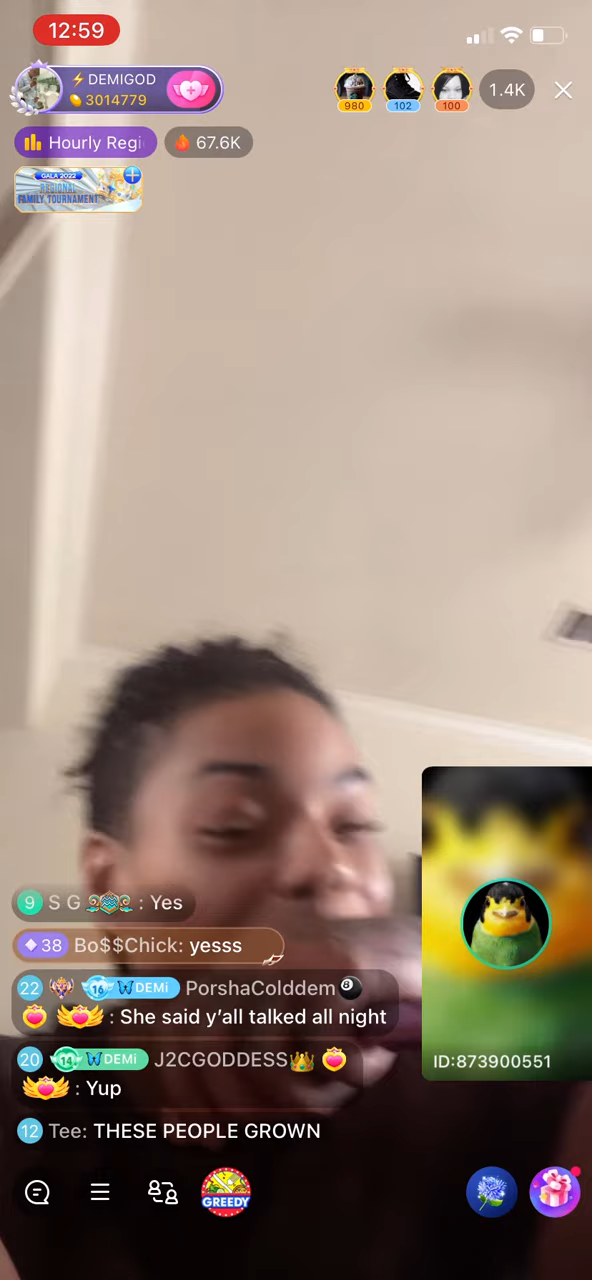 12:59
⚡DEMIGOD
3014779
980
102
100
1.4K
Hourly Regi
67.6K
GALA 2022
REGIONAL
FAMILY TOURNAMENT
9 S G : Yes
38 Bo$$Chick: yesss
22 16 DEMi PorshaColddem🎱
: She said y'all talked all night
20 14 DEMi J2CGODDESS👑
: Yup
12 Tee: THESE PEOPLE GROWN
ID:873900551
GREEDY